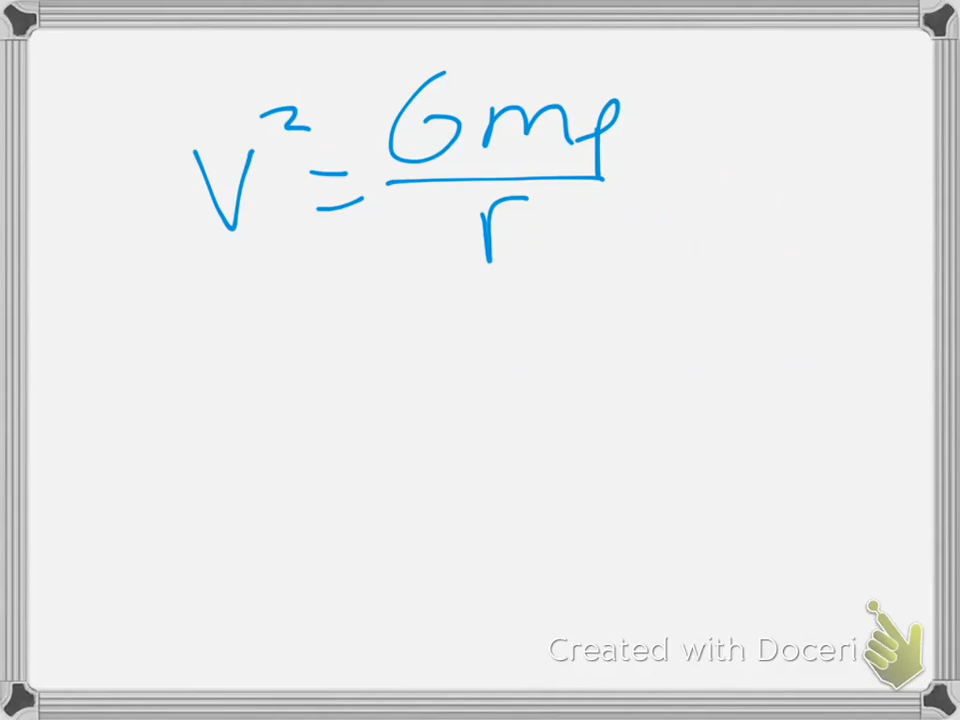 V² = Gmp / r
Created with Doceri